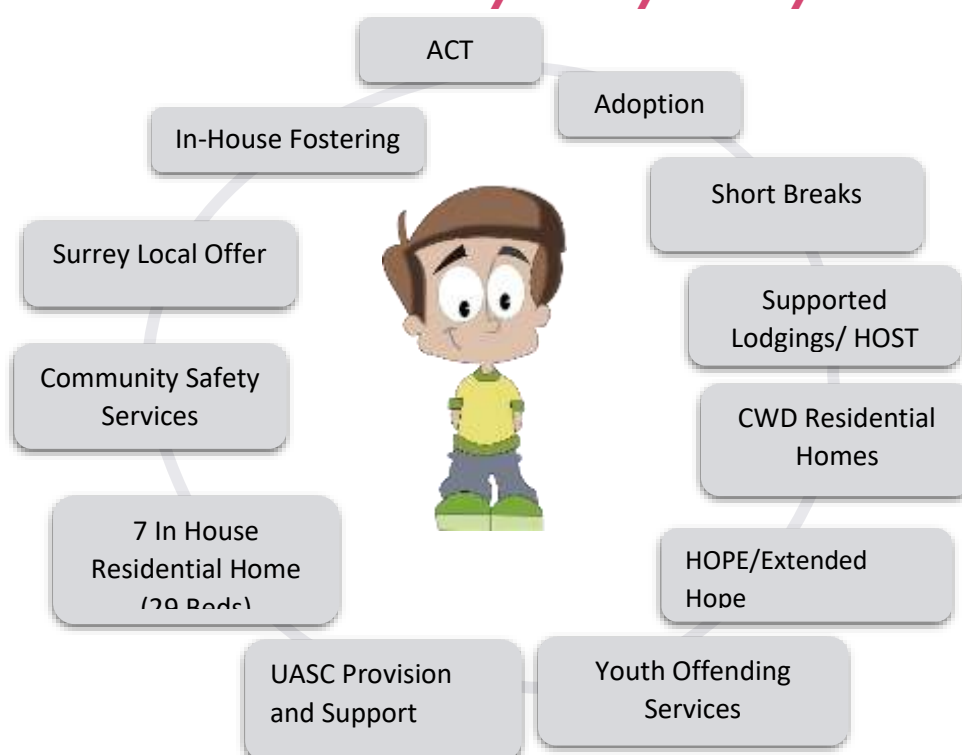 ACT
Adoption
Short Breaks
Supported
Lodgings/ HOST
CWD Residential
Homes
HOPE/Extended
Hope
Youth Offending
Services
UASC Provision
and Support
7 In House
Residential Home
(29 Beds)
Community Safety
Services
Surrey Local Offer
In-House Fostering